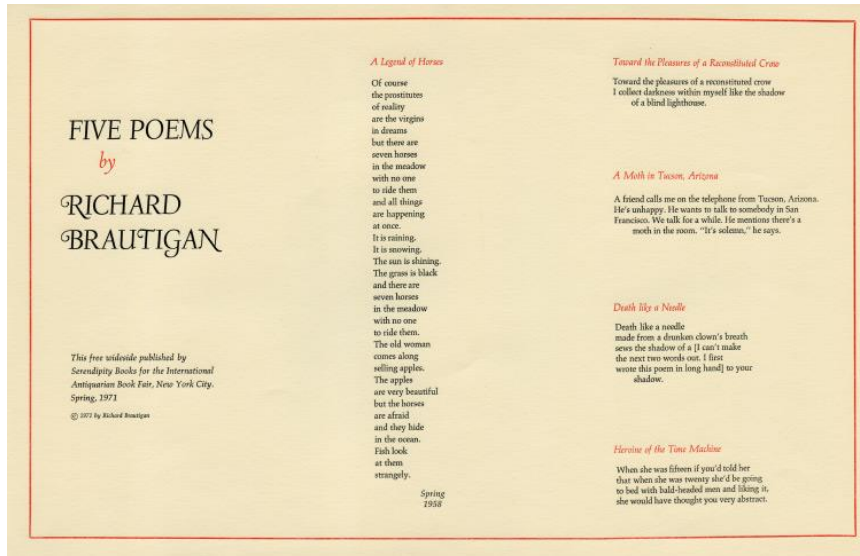 FIVE POEMS
by
RICHARD
BRAUTIGAN
This free wideside published by
Serendipity Books for the International
Antiquarian Book Fair, New York City.
Spring, 1971
© 1971 by Richard Brautigan
A Legend of Horses
Of course
the prostitutes
of reality
are the virgins
in dreams
but there are
seven horses
in the meadow
with no one
to ride them
and all things
are happening
at once.
It is raining.
It is snowing.
The sun is shining.
The grass is black
and there are
seven horses
in the meadow
with no one
to ride them.
The old woman
comes along
selling apples.
The apples
are very beautiful
but the horses
are afraid
and they hide
in the ocean.
Fish look
at them
strangely.
Spring
1958
Toward the Pleasures of a Reconstituted Crow
Toward the pleasures of a reconstituted crow
I collect darkness within myself like the shadow
of a blind lighthouse.
A Moth in Tucson, Arizona
A friend calls me on the telephone from Tucson, Arizona.
He's unhappy. He wants to talk to somebody in San
Francisco. We talk for a while. He mentions there's a
moth in the room. "It's solemn," he says.
Death like a Needle
Death like a needle
made from a drunken clown's breath
sews the shadow of a [I can't make
the next two words out. I first
wrote this poem in long hand] to your
shadow.
Heroine of the Time Machine
When she was fifteen if you'd told her
that when she was twenty she'd be going
to bed with bald-headed men and liking it,
she would have thought you very abstract.